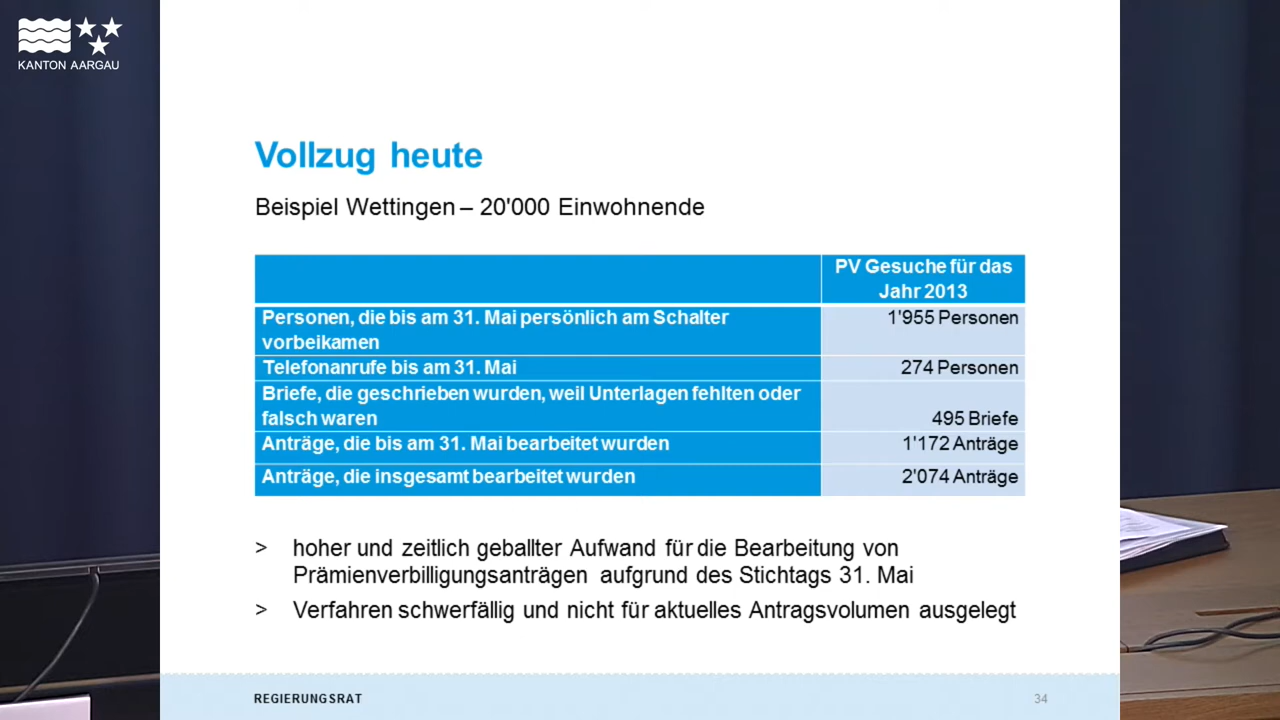 KANTON AARGAU
Vollzug heute
Beispiel Wettingen – 20'000 Einwohnende
PV Gesuche für das
Jahr 2013
Personen, die bis am 31. Mai persönlich am Schalter
vorbeikamen
1'955 Personen
Telefonanrufe bis am 31. Mai
274 Personen
Briefe, die geschrieben wurden, weil Unterlagen fehlten oder
falsch waren
495 Briefe
Anträge, die bis am 31. Mai bearbeitet wurden
1'172 Anträge
Anträge, die insgesamt bearbeitet wurden
2'074 Anträge
> hoher und zeitlich geballter Aufwand für die Bearbeitung von
Prämienverbilligungsanträgen aufgrund des Stichtags 31. Mai
> Verfahren schwerfällig und nicht für aktuelles Antragsvolumen ausgelegt
REGIERUNGSRAT
34